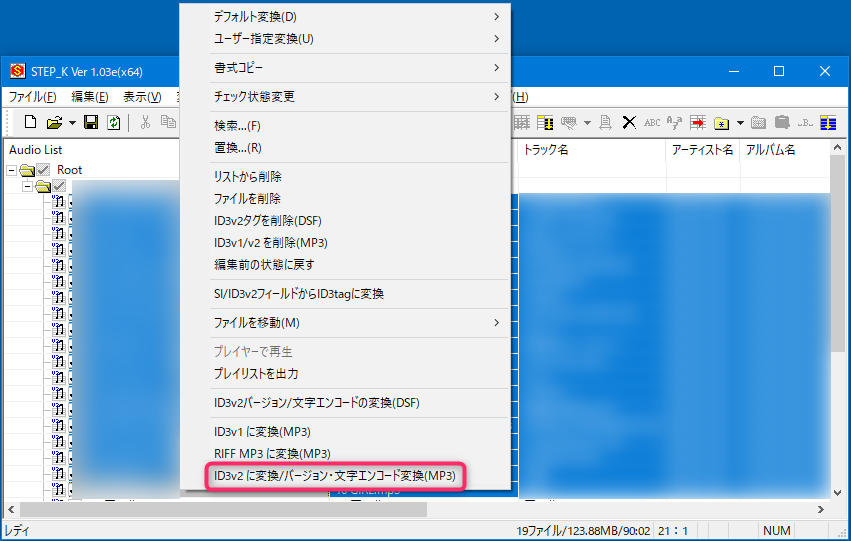 STEP_K Ver 1.03e(x64)
ファイル(F) 編集(E) 表示(V) (H)
Audio List
Root
トラック名 アーティスト名 アルバム名
デフォルト変換(D)
ユーザー指定変換(U)
書式コピー
チェック状態変更
検索...(F)
置換...(R)
リストから削除
ファイルを削除
ID3v2タグを削除(DSF)
ID3v1/v2 を削除(MP3)
編集前の状態に戻す
SI/ID3v2フィールドからID3tagに変換
ファイルを移動(M)
プレイヤーで再生
プレイリストを出力
ID3v2バージョン/文字エンコードの変換(DSF)
ID3v1 に変換(MP3)
RIFF MP3 に変換(MP3)
ID3v2 に変換/バージョン・文字エンコード変換(MP3)
レディ
19ファイル/123.88MB/90:02 21 : 1 NUM